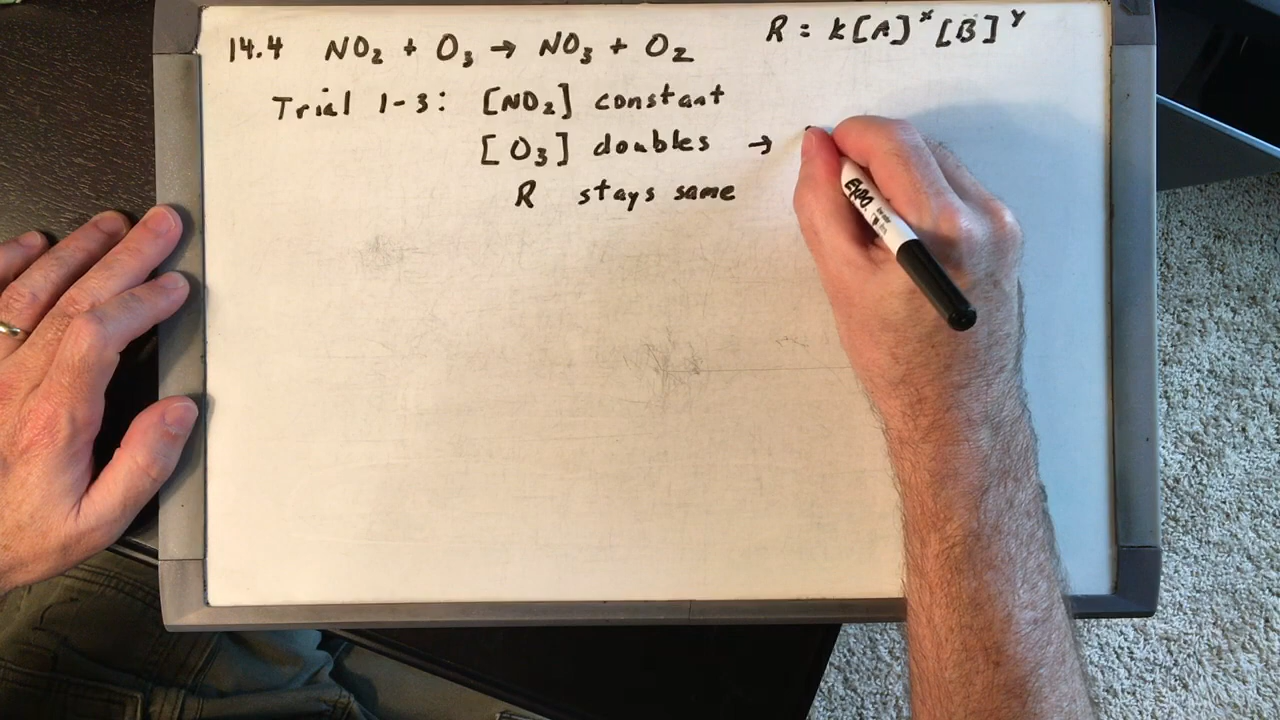 14.4 NO₂ + O₃ → NO₃ + O₂
R = k[A]ˣ [B]ʸ
Trial 1-3: [NO₂] constant
[O₃] doubles →
R stays same
EXPO